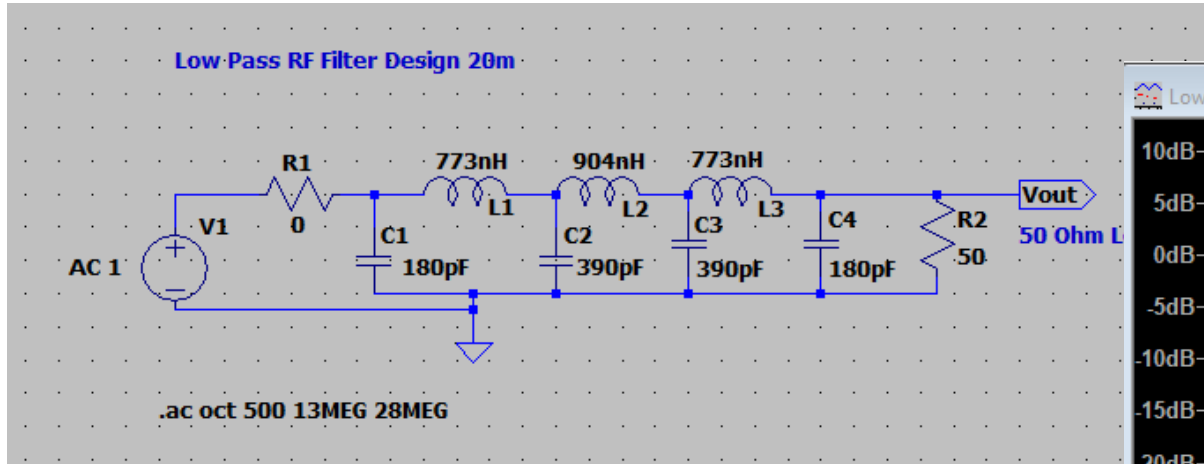 Low Pass RF Filter Design 20m
Low
10dB
R1
773nH
904nH
773nH
5dB
Vout
L1
L2
C3
L3
C4
R2
V1
0
C1
C2
50 Ohm L
0dB
AC 1
180pF
390pF
390pF
180pF
50
-5dB
-10dB
.ac oct 500 13MEG 28MEG
-15dB
20dB